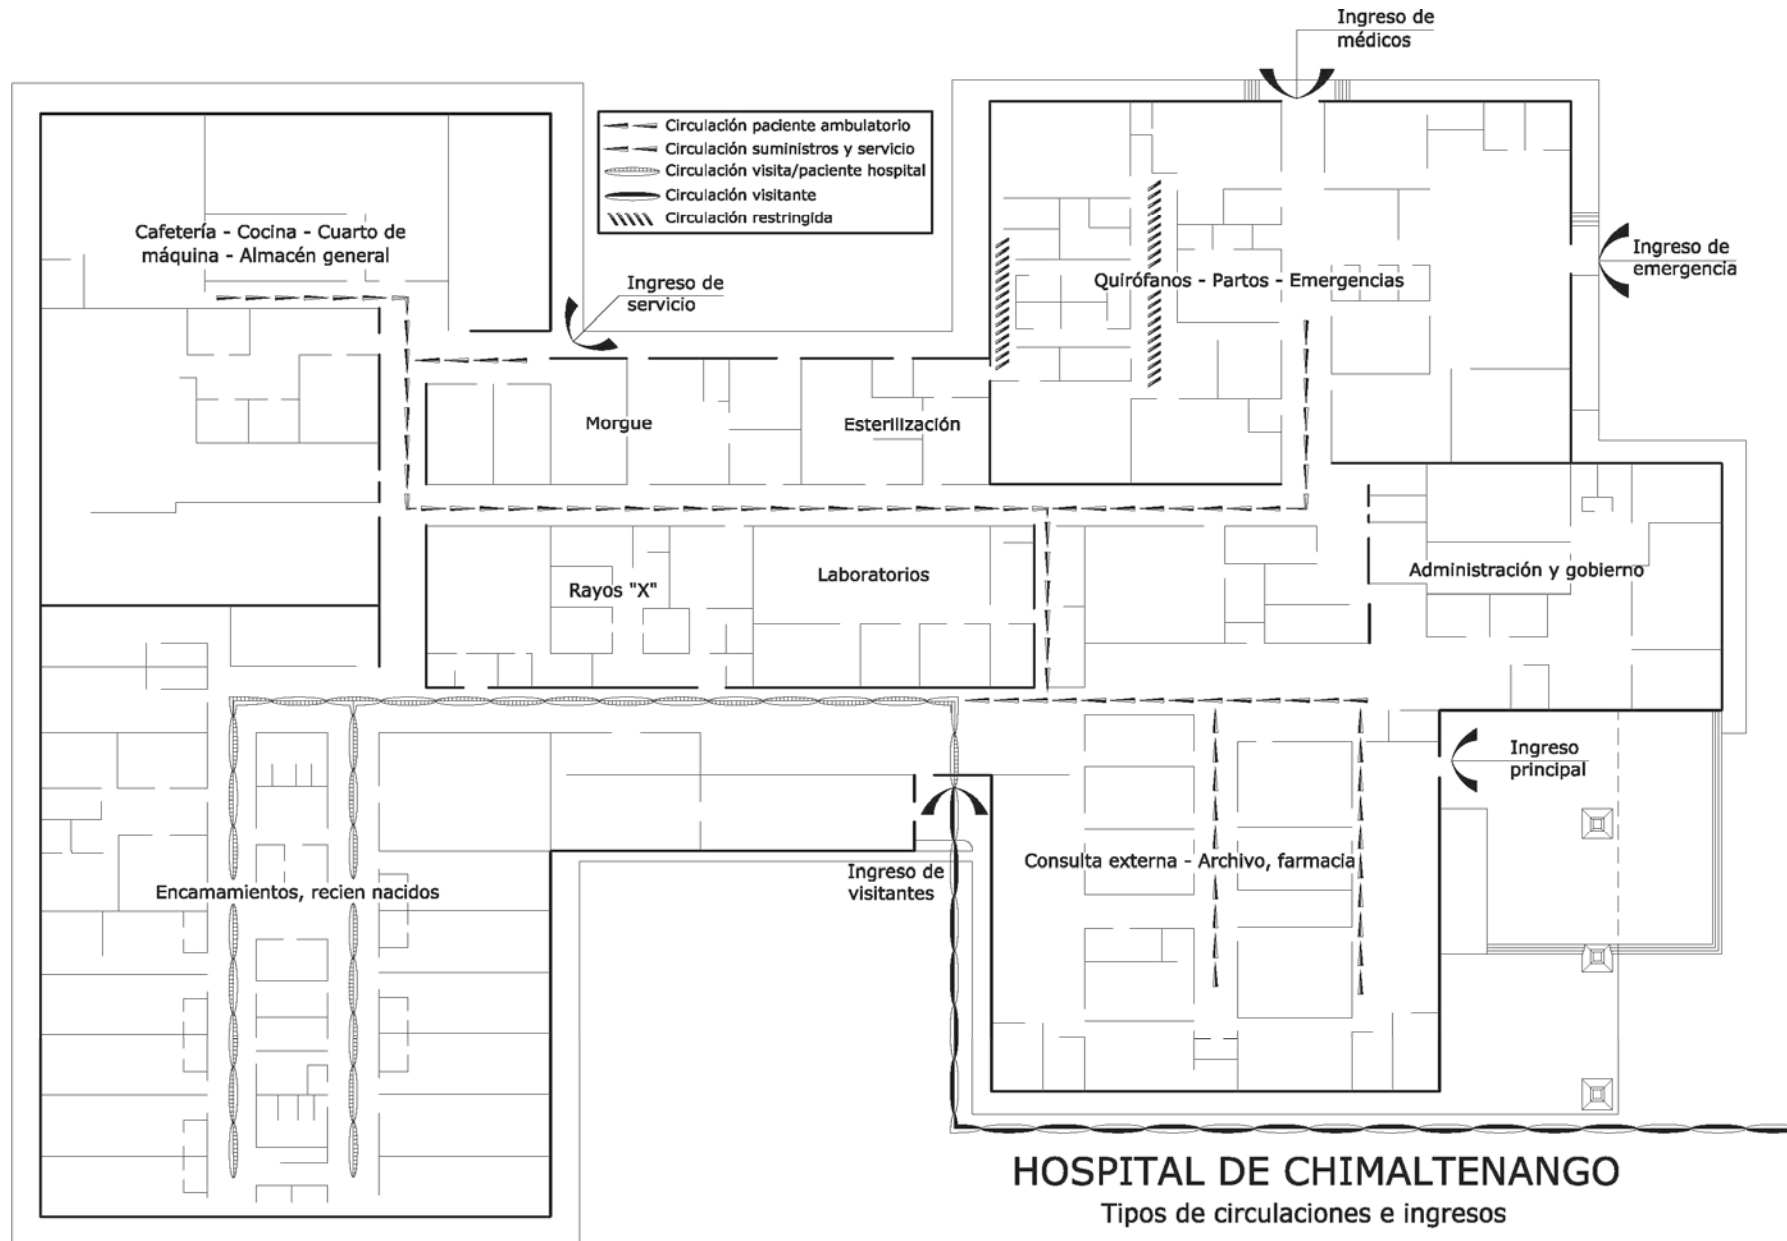 Ingreso de
médicos
Circulación paciente ambulatorio
Circulación suministros y servicio
Circulación visita/paciente hospital
Circulación visitante
Circulación restringida
Cafetería - Cocina - Cuarto de
máquina - Almacén general
Ingreso de
servicio
Quirófanos - Partos - Emergencias
Ingreso de
emergencia
Morgue
Esterilización
Rayos "X"
Laboratorios
Administración y gobierno
Ingreso
principal
Encamamientos, recien nacidos
Ingreso de
visitantes
Consulta externa - Archivo, farmacia
HOSPITAL DE CHIMALTENANGO
Tipos de circulaciones e ingresos